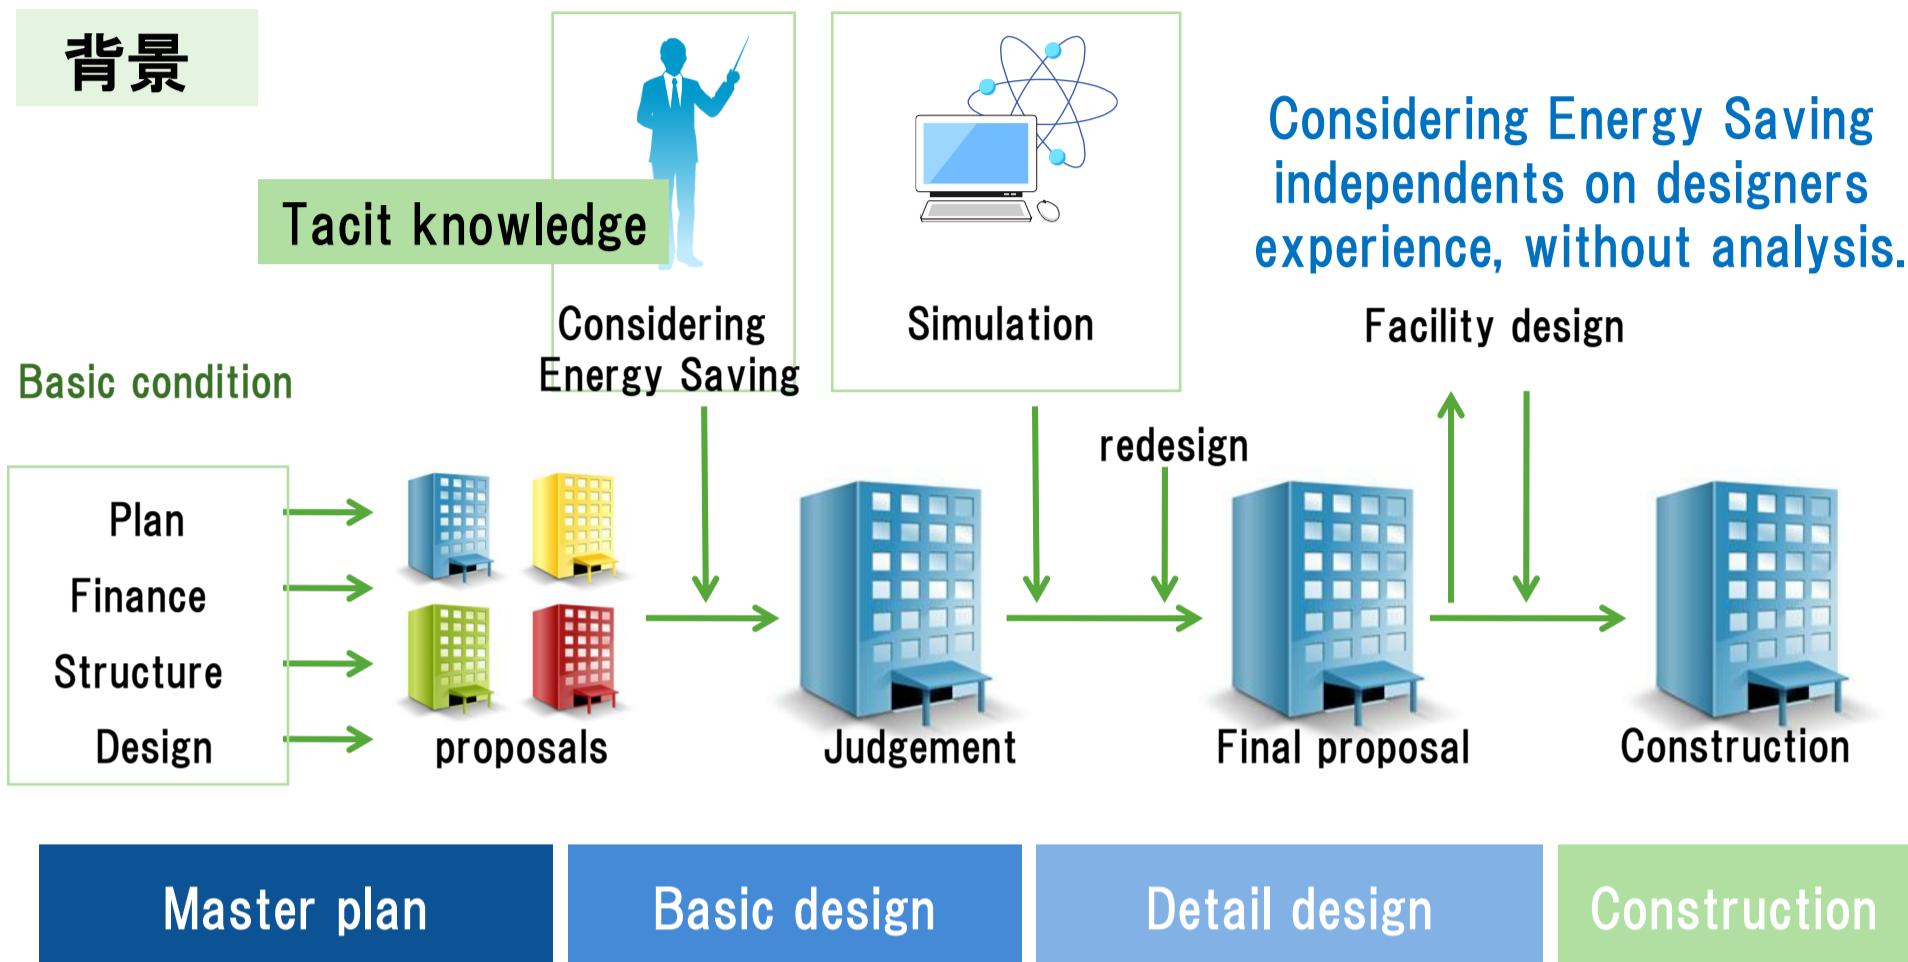 背景
Tacit knowledge
Considering
Energy Saving
Simulation
Considering Energy Saving
independents on designers
experience, without analysis.
Facility design
Basic condition
redesign
Plan
Finance
Structure
Design
proposals
Judgement
Final proposal
Construction
Master plan
Basic design
Detail design
Construction